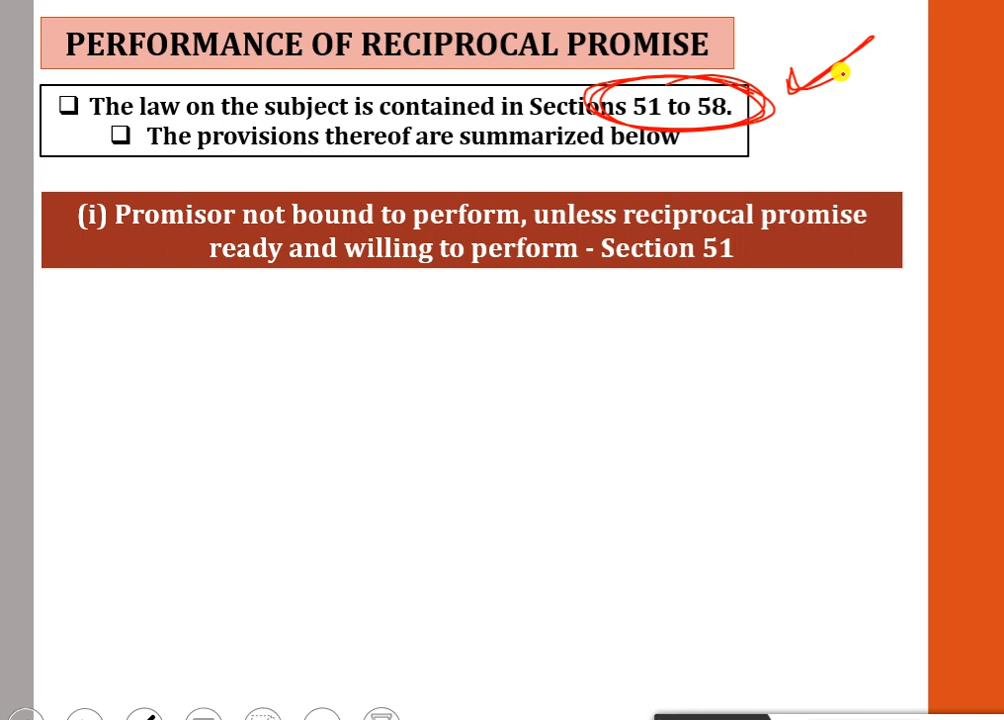 PERFORMANCE OF RECIPROCAL PROMISE
❑ The law on the subject is contained in Sections 51 to 58.
❑ The provisions thereof are summarized below
(i) Promisor not bound to perform, unless reciprocal promise
ready and willing to perform - Section 51